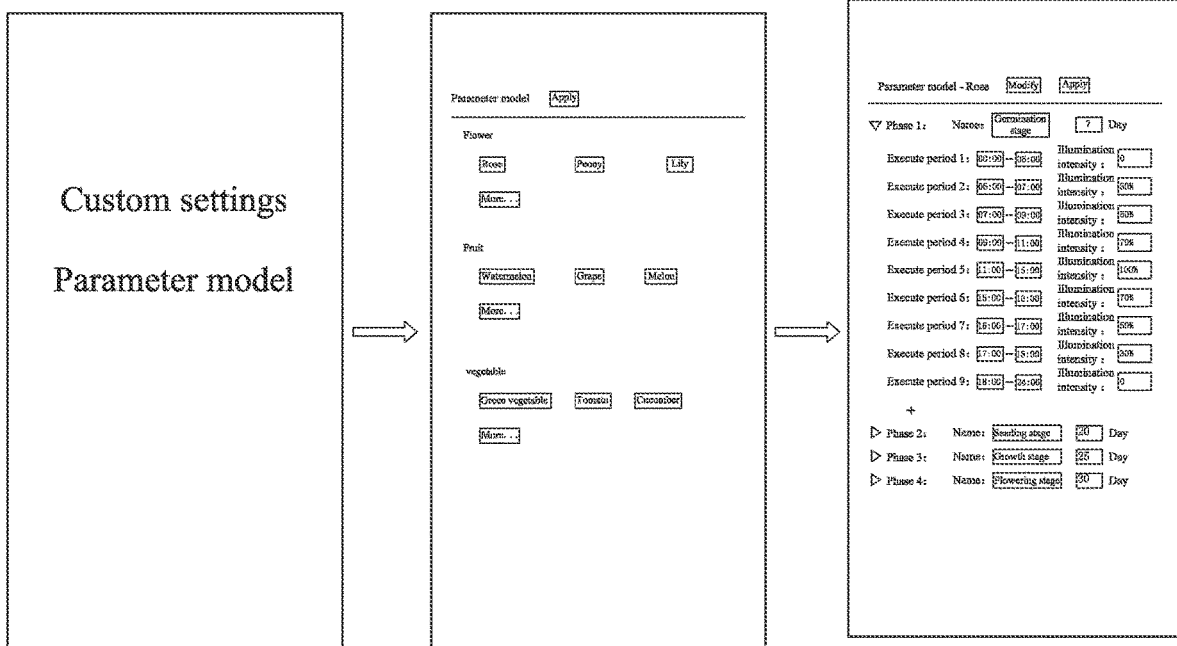 Custom settings
Parameter model
Parameter model Apply
Flower
Rose Peony Lily
More. . .
Fruit
Watermelon Grape Melon
More. . .
vegetable
Green vegetable Tomato Cucumber
More. . .
Parameter model - Rose Modify Apply
Phase 1: Name: Germination stage 7 Day
Execute period 1: 00:00--06:00 Illumination intensity : 0
Execute period 2: 06:00--07:00 Illumination intensity :
Execute period 3: 07:00--09:00 Illumination intensity :
Execute period 4: 09:00--11:00 Illumination intensity : 70%
Execute period 5: 11:00--15:00 Illumination intensity : 100%
Execute period 6: 15:00--16:00 Illumination intensity : 70%
Execute period 7: 16:00--17:00 Illumination intensity : 50%
Execute period 8: 17:00--18:00 Illumination intensity : 30%
Execute period 9: 18:00--24:00 Illumination intensity : 0
+
Phase 2: Name: Seeding stage 20 Day
Phase 3: Name: Growth stage 25 Day
Phase 4: Name: Flowering stage 30 Day